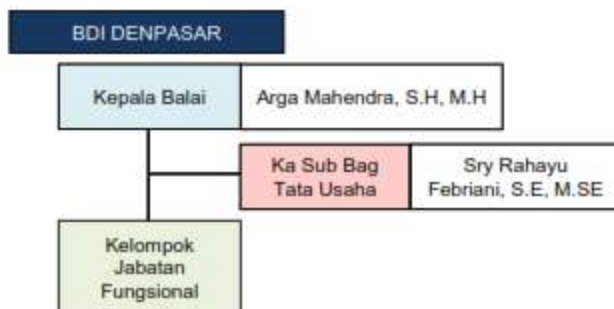 BDI DENPASAR
Kepala Balai
Arga Mahendra, S.H, M.H
Ka Sub Bag
Tata Usaha
Sry Rahayu
Febriani, S.E, M.SE
Kelompok
Jabatan
Fungsional